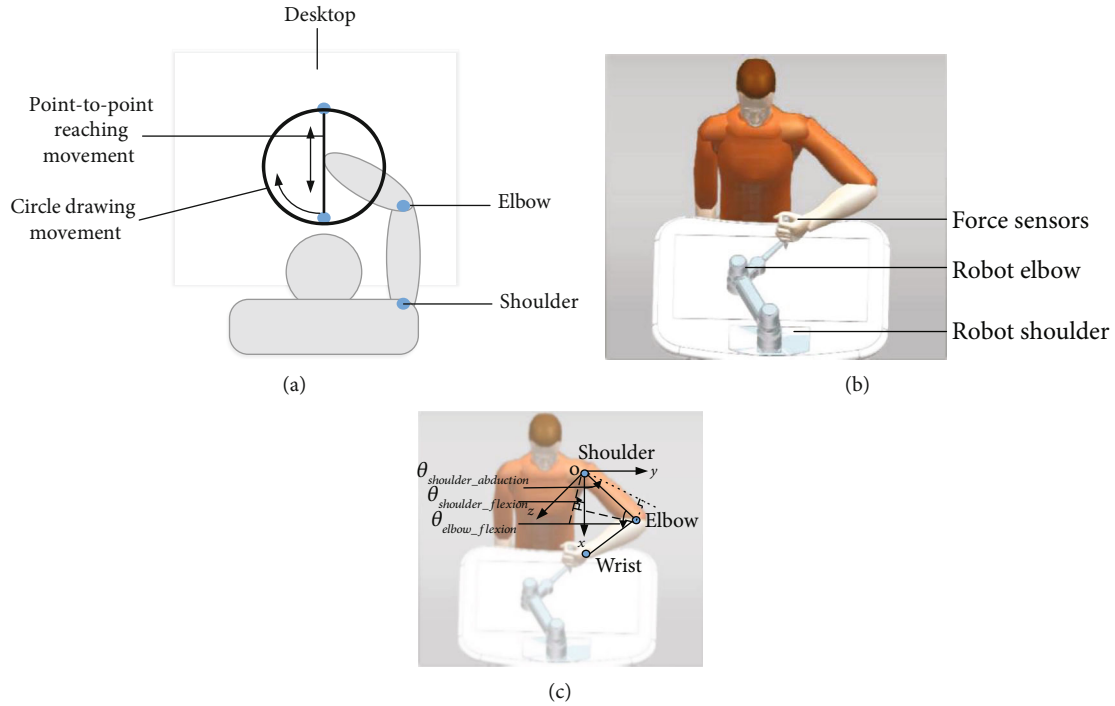 Desktop
Point-to-point
reaching
movement
Circle drawing
movement
Elbow
Shoulder
(a)
Force sensors
Robot elbow
Robot shoulder
(b)
Shoulder
O
y
θshoulder_abduction
θshoulder_flexion
z
θelbow_flexion
Elbow
x
Wrist
(c)